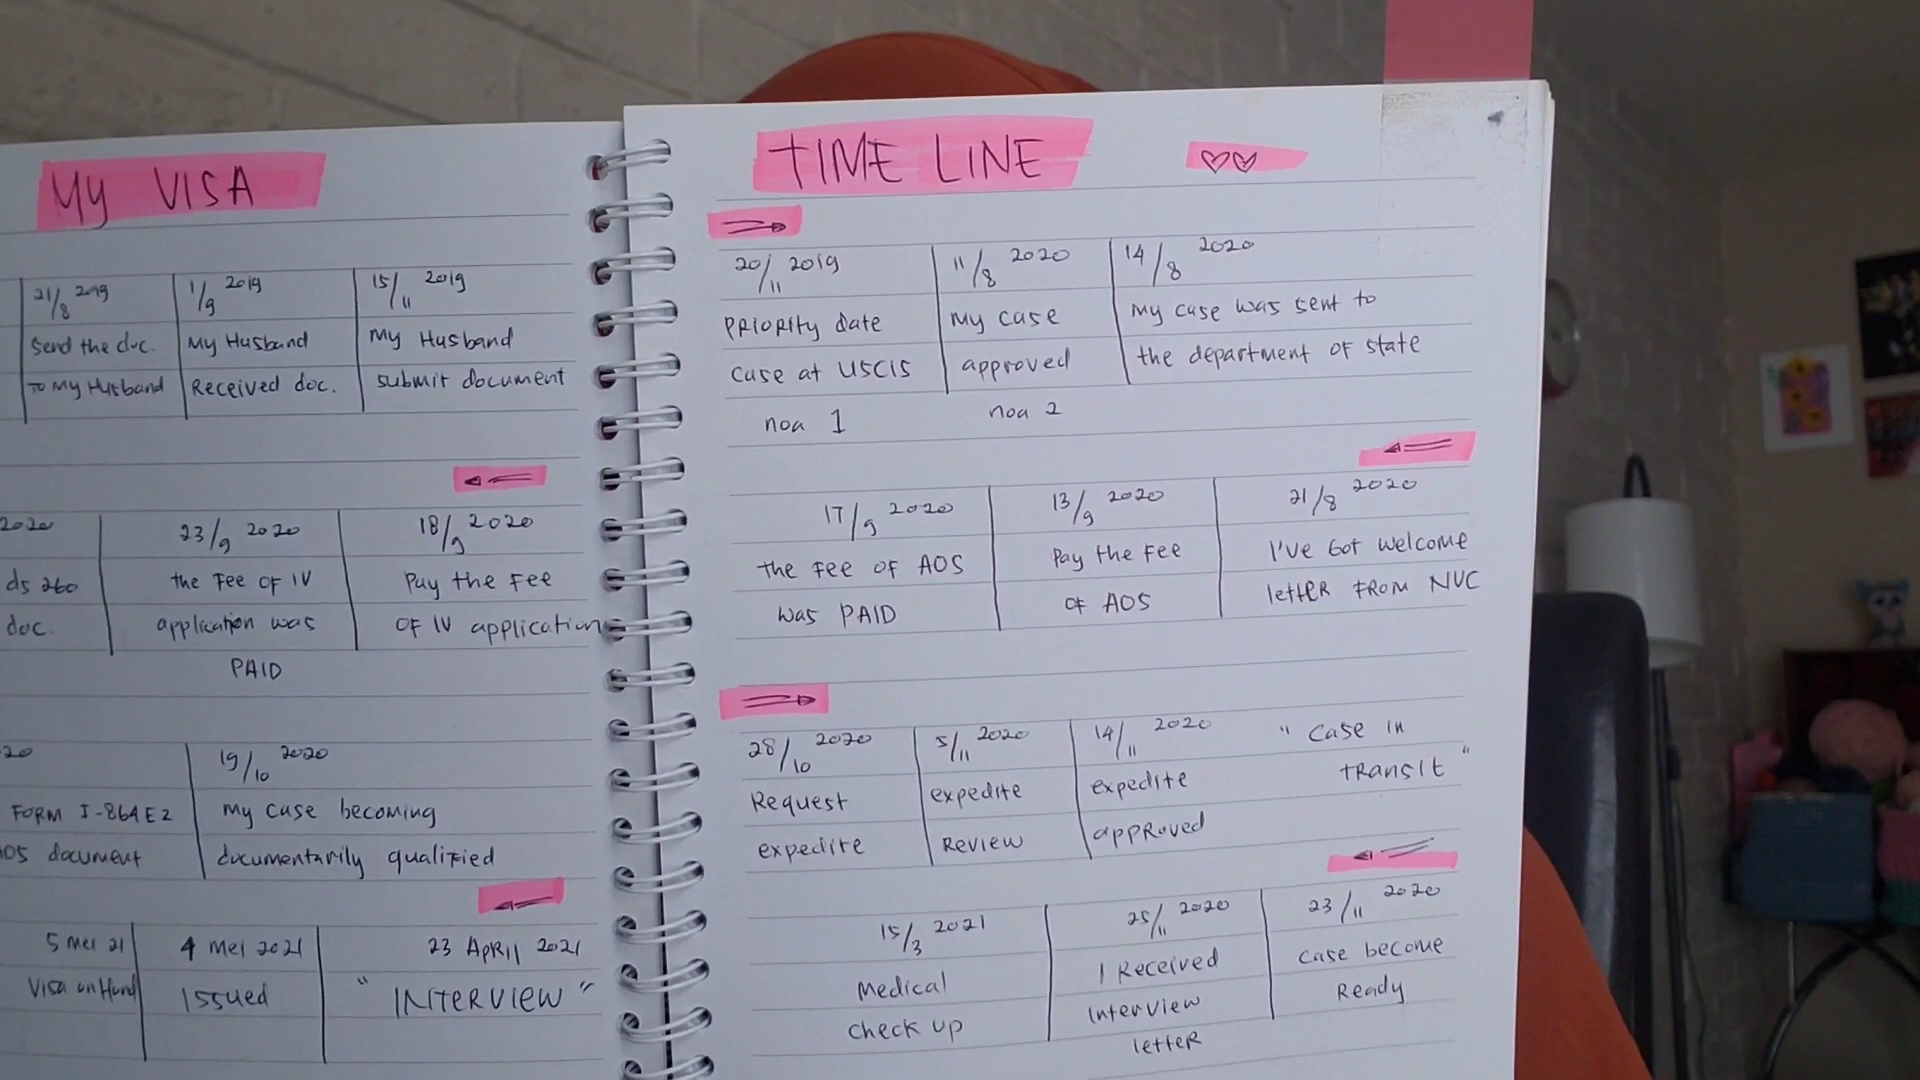 MY VISA
21/8 2019
1/9 2019
15/11 2019
Send the doc.
My Husband
My Husband
To My Husband
Received doc.
submit document
2020
23/9 2020
18/9 2020
ds 260
the Fee OF IV
Pay the Fee
doc.
application was
OF IV application
PAID
20
19/10 2020
FORM I-864EZ
my case becoming
AOS document
documentarily qualified
5 Mei 21
4 Mei 2021
23 April 2021
Visa on Hand
Issued
" INTERVIEW "
TIME LINE ♡♡
20/11 2019
11/8 2020
14/8 2020
Priority date
My case
My case was sent to
case at USCIS
approved
the department of state
noa 1
noa 2
17/9 2020
13/9 2020
21/8 2020
the Fee OF AOS
Pay the Fee
I've Got welcome
was PAID
OF AOS
letter FROM NVC
28/10 2020
5/11 2020
14/11 2020
" Case in
Request
expedite
expedite
transit "
expedite
Review
approved
15/3 2021
25/11 2020
23/11 2020
Medical
I Received
case become
check up
Interview
Ready
letter